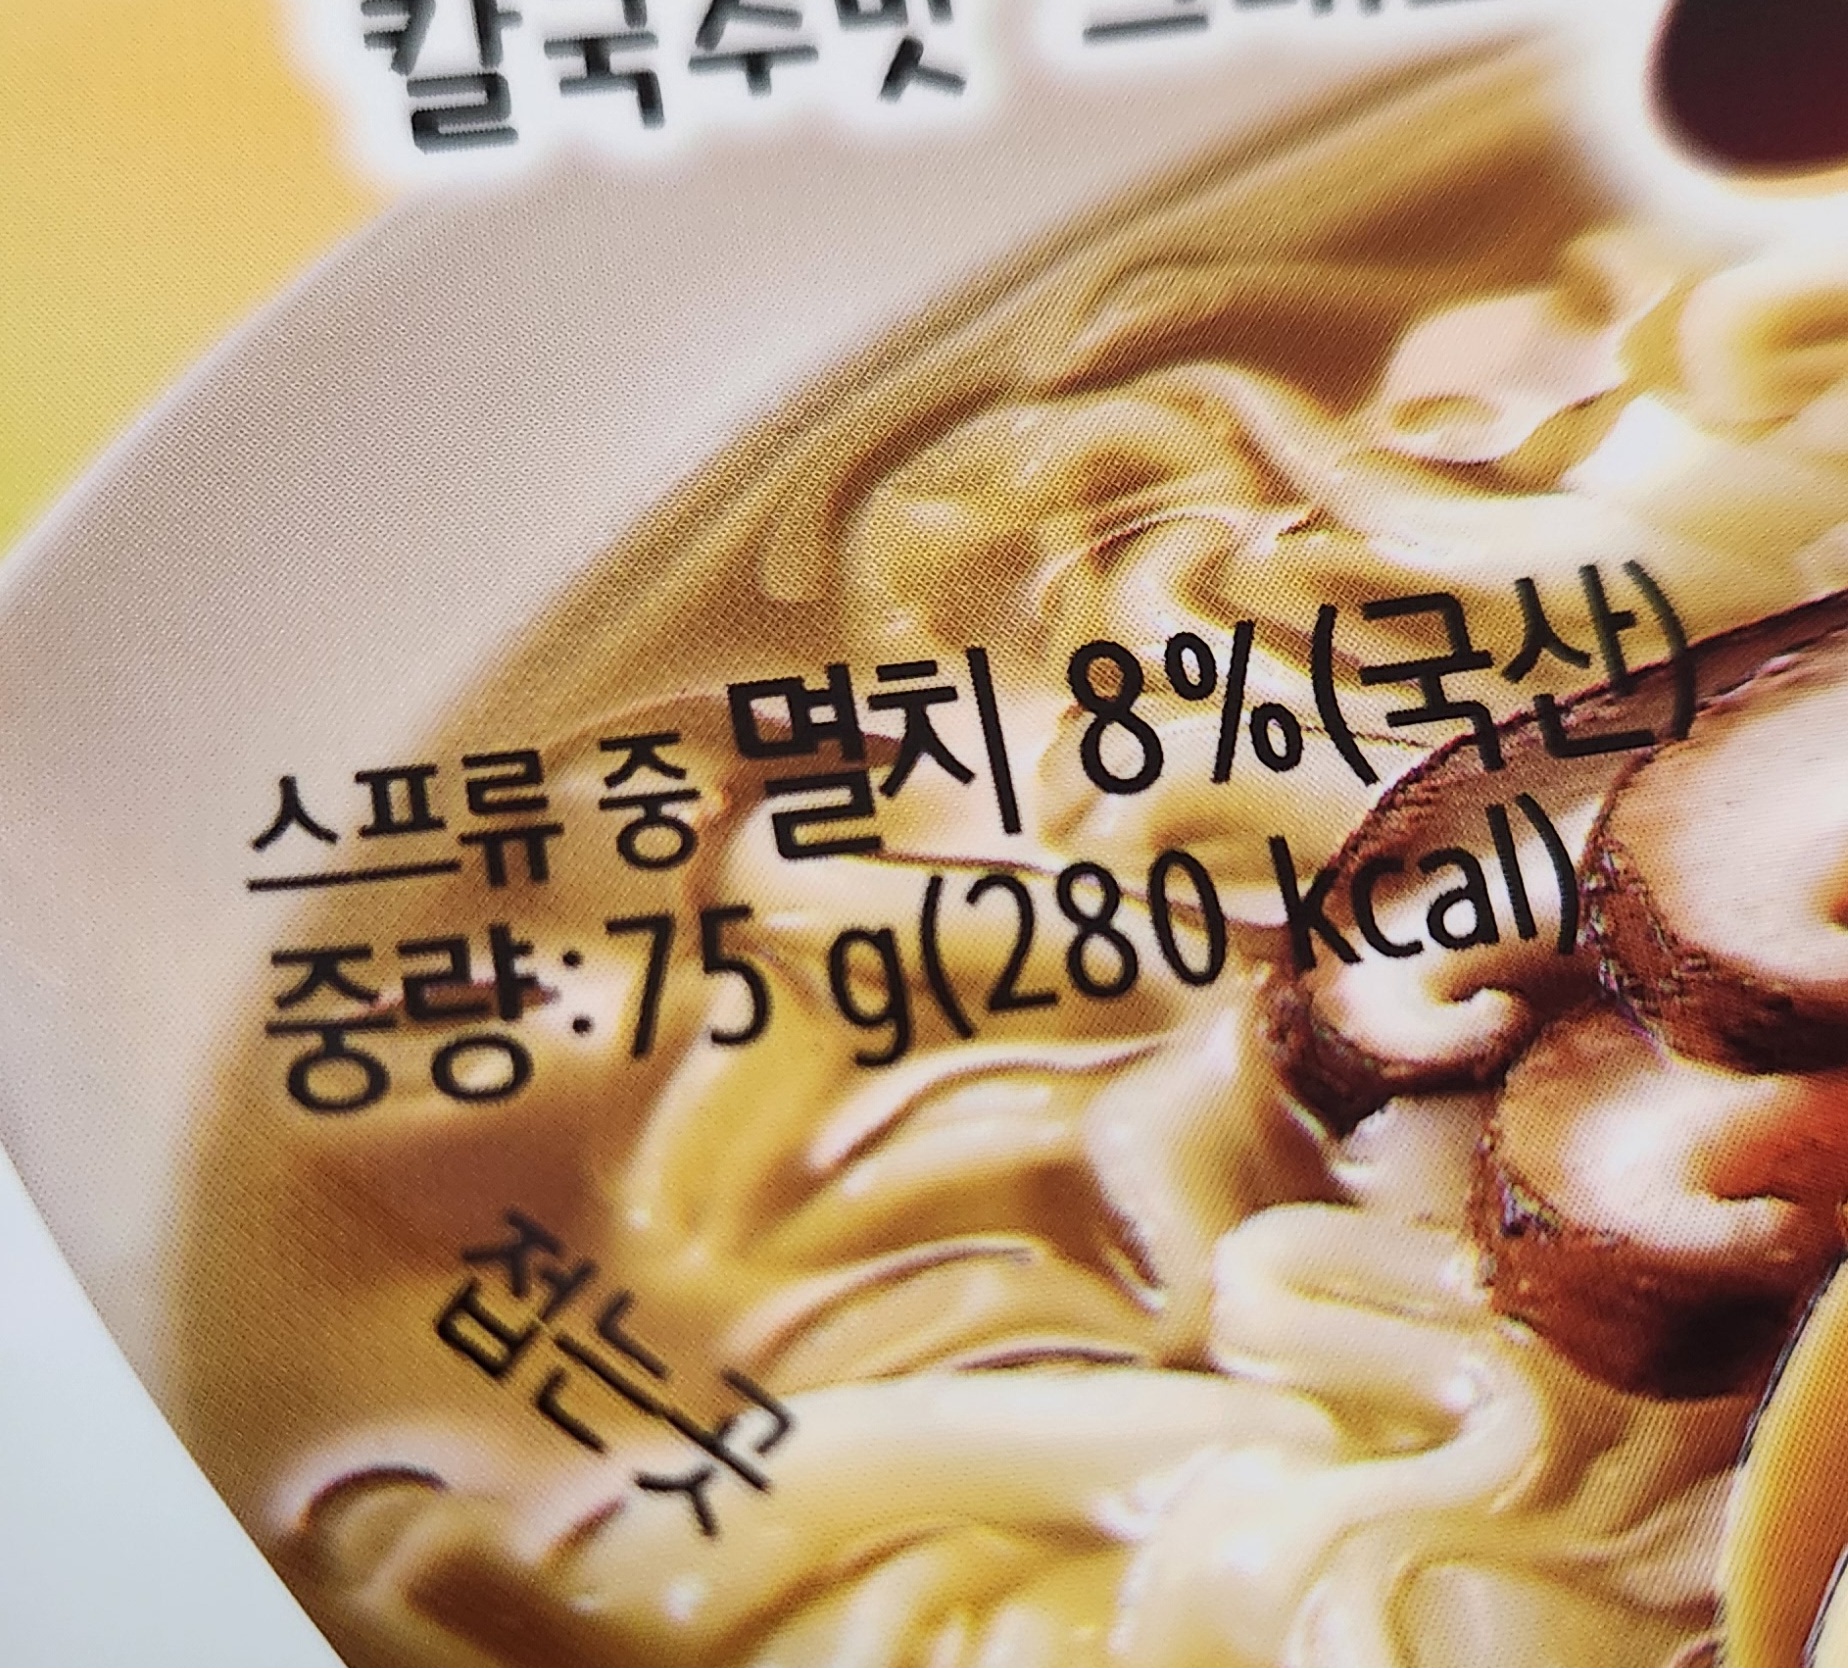 칼국수맛
스프류 중 멸치 8%(국산)
중량:75 g(280 kcal)
접는곳